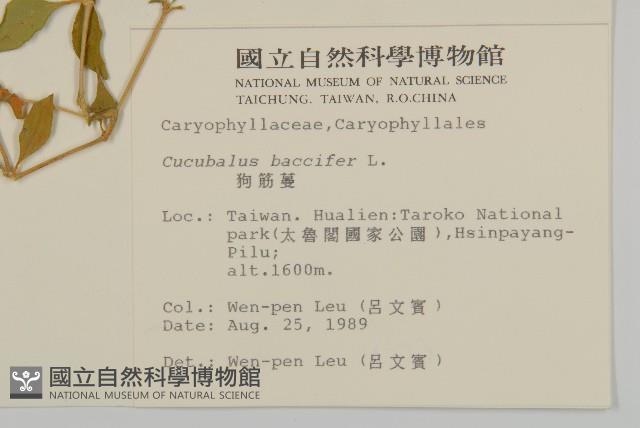 國立自然科學博物館
NATIONAL MUSEUM OF NATURAL SCIENCE
TAICHUNG. TAIWAN, R.O.CHINA
Caryophyllaceae,Caryophyllales
Cucubalus baccifer L.
狗筋蔓
Loc.: Taiwan. Hualien:Taroko National
park(太魯閣國家公園),Hsinpayang-
Pilu;
alt.1600m.
Col.: Wen-pen Leu (呂文賓)
Date: Aug. 25, 1989
Det.: Wen-pen Leu (呂文賓)
國立自然科學博物館
NATIONAL MUSEUM OF NATURAL SCIENCE